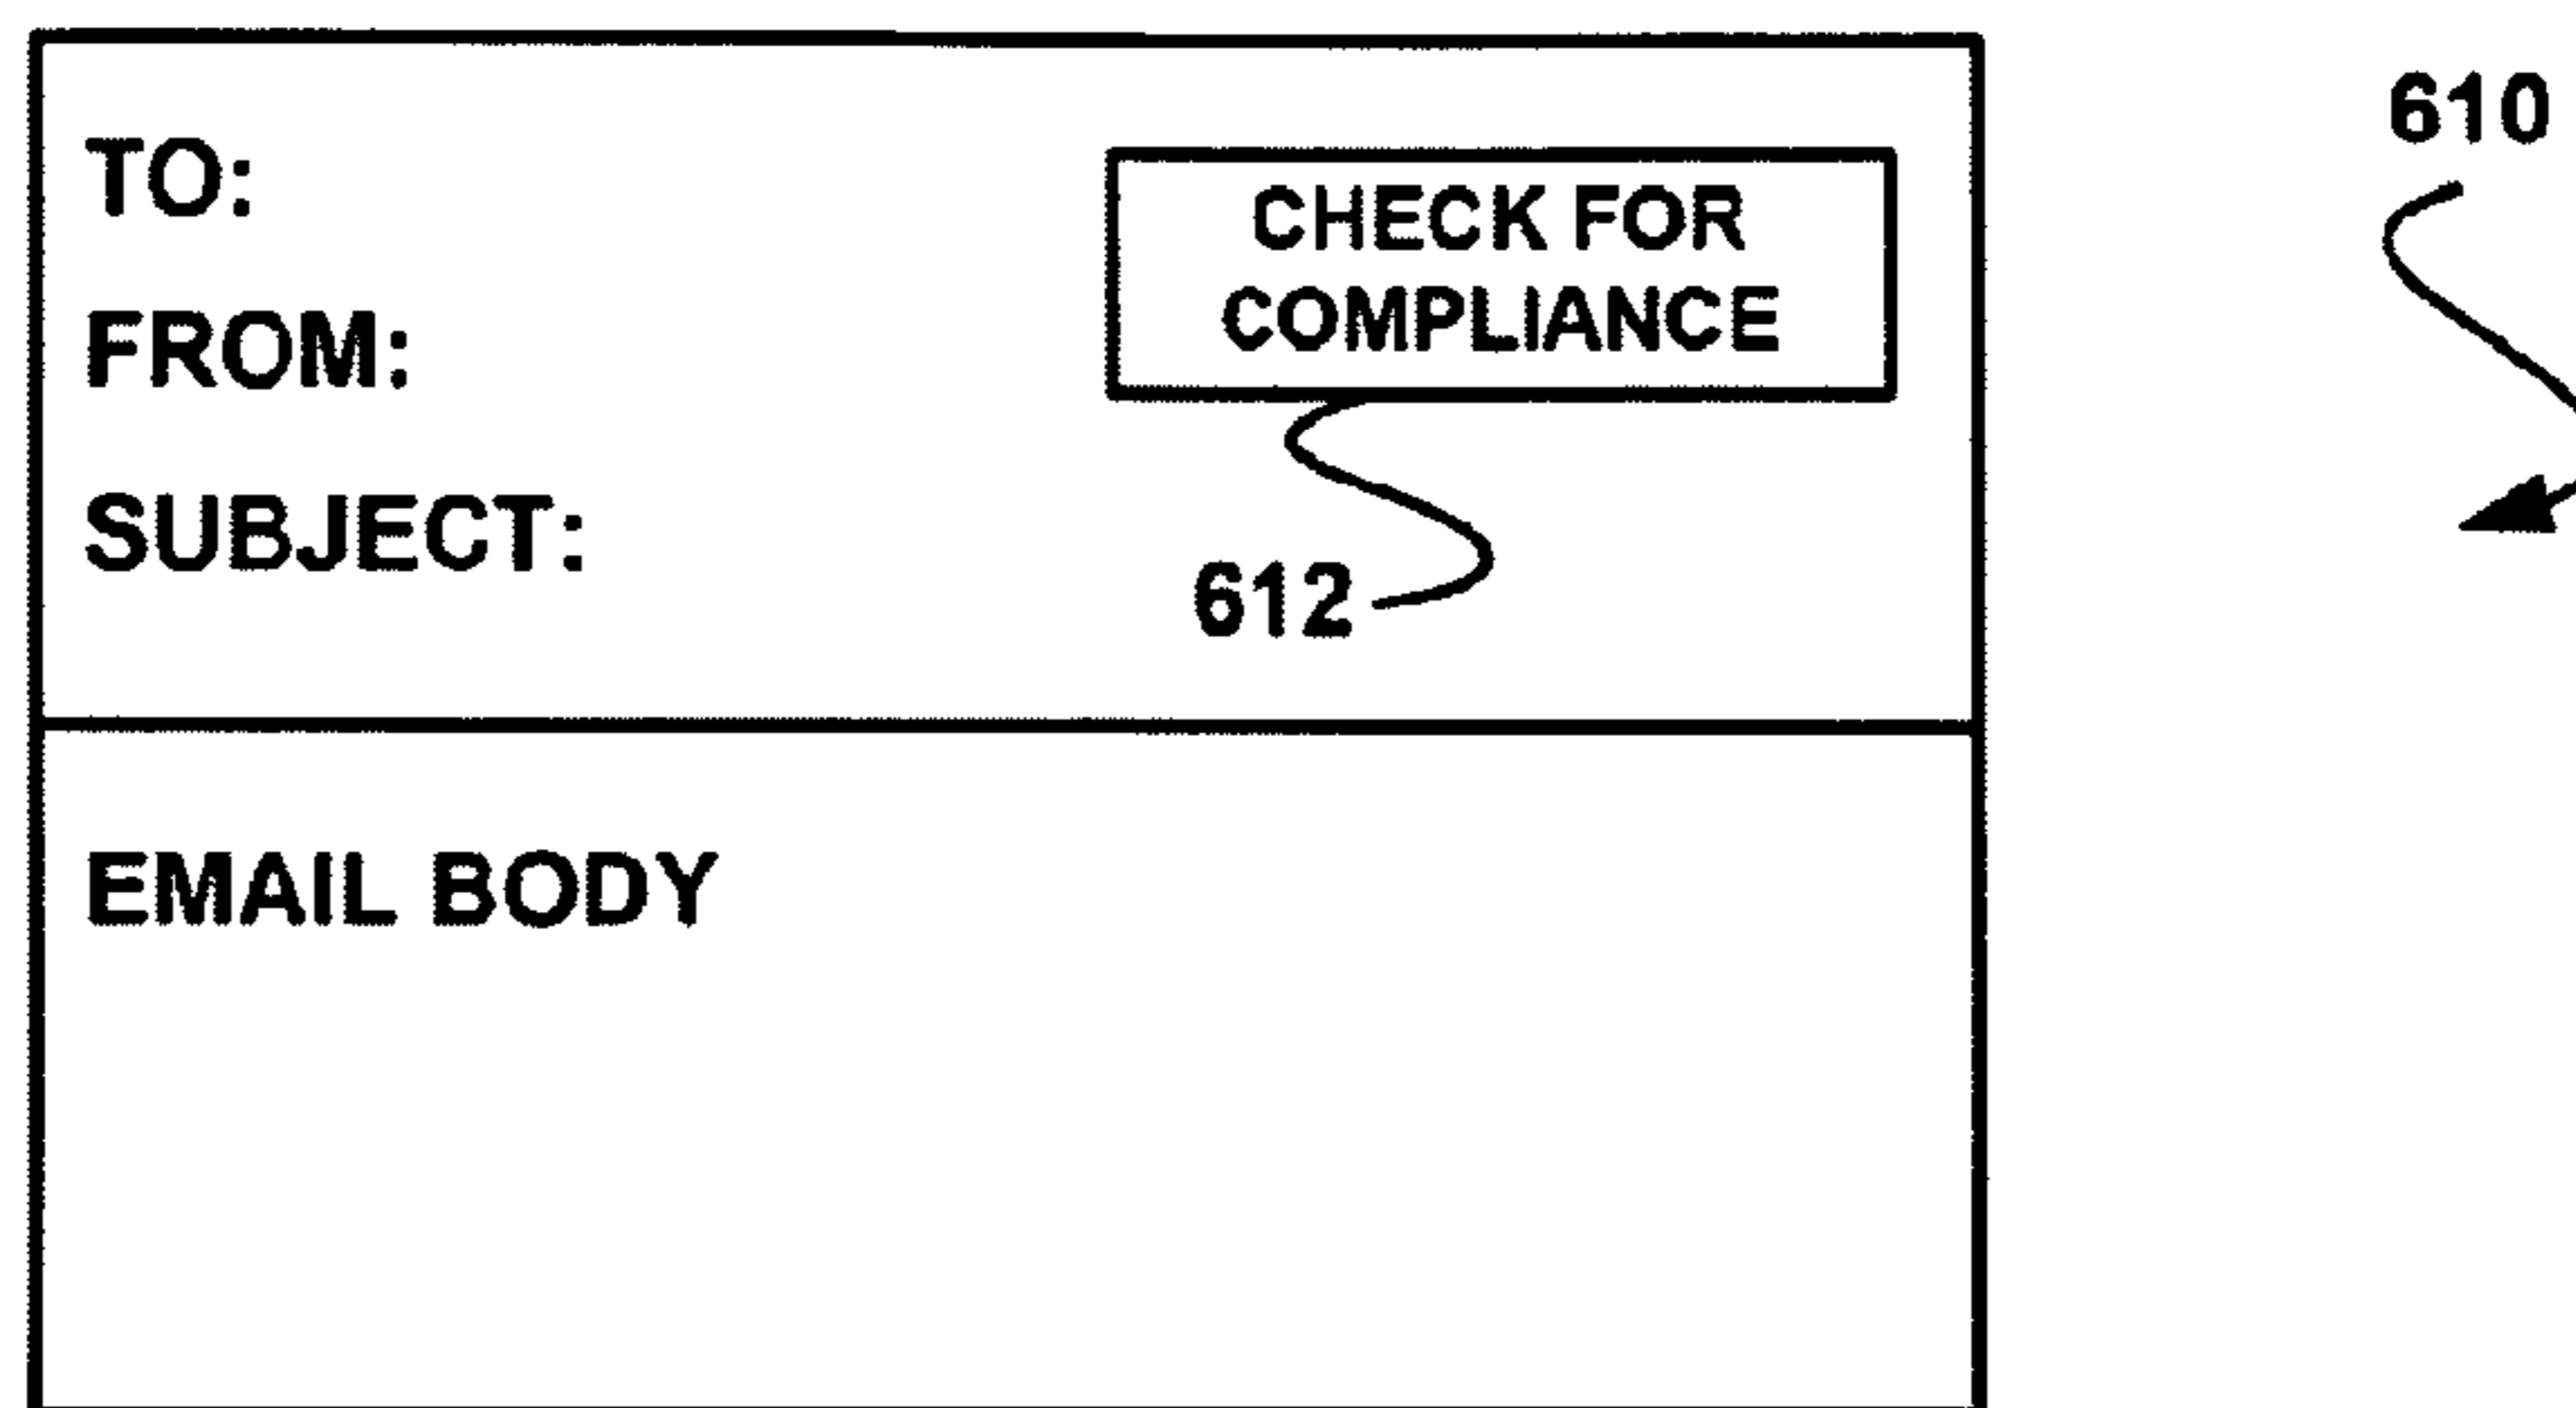 TO:
FROM:
SUBJECT:
CHECK FOR
COMPLIANCE
612
610
EMAIL BODY